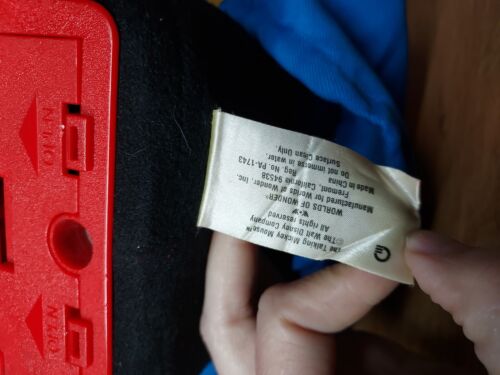 The Talking Mickey Mouse™
©The Walt Disney Company
All rights reserved
WORLDS OF WONDER®
Manufactured for Worlds of Wonder, Inc.
Fremont, California 94538
Made in China
Reg. No. PA-1743
Do not immerse in water.
Surface Clean Only.
OPEN
OPEN